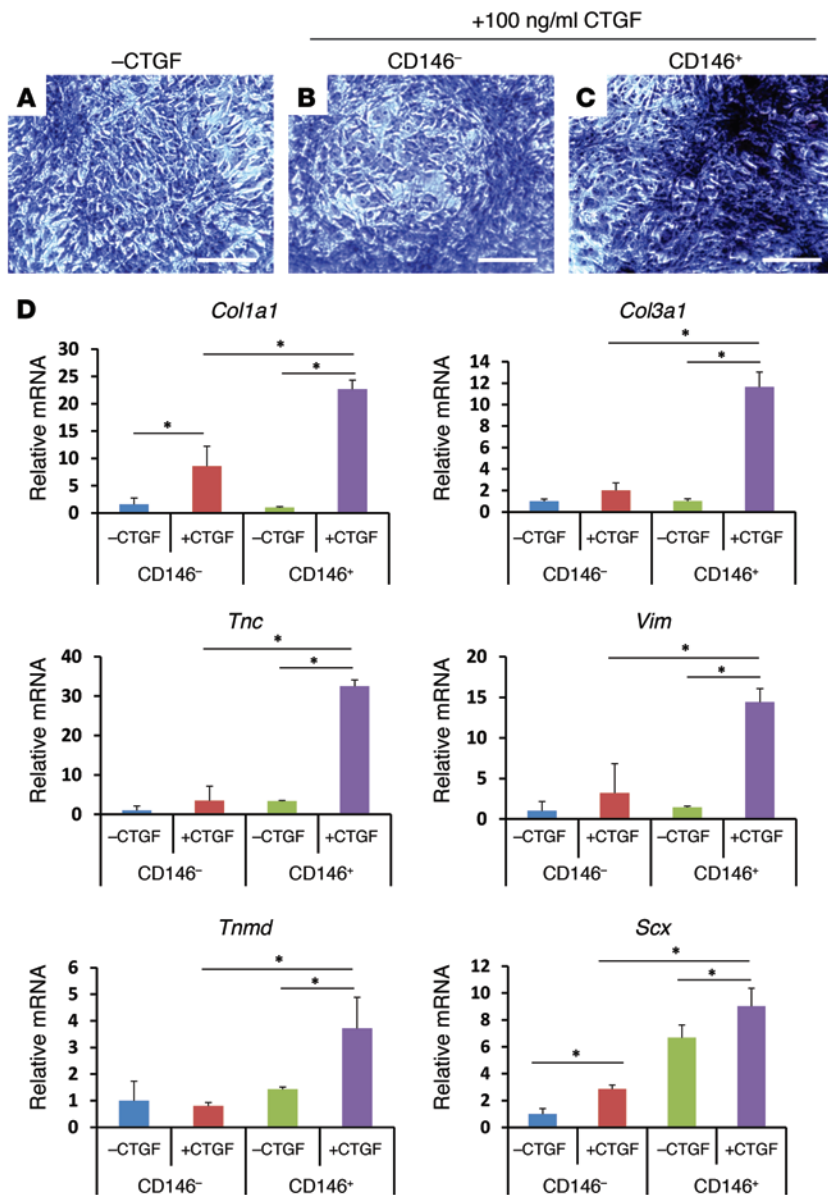 +100 ng/ml CTGF
–CTGF CD146⁻ CD146⁺
A B C
D
Col1a1 Col3a1
* *
* *
*
Relative mRNA Relative mRNA
30 14
25 12
20 10
15 8
10 6
5 4
0 2
0
–CTGF +CTGF –CTGF +CTGF –CTGF +CTGF –CTGF +CTGF
CD146⁻ CD146⁺ CD146⁻ CD146⁺
Tnc Vim
* *
* *
Relative mRNA Relative mRNA
40 20
30 15
20 10
10 5
0 0
–CTGF +CTGF –CTGF +CTGF –CTGF +CTGF –CTGF +CTGF
CD146⁻ CD146⁺ CD146⁻ CD146⁺
Tnmd Scx
* *
* *
*
Relative mRNA Relative mRNA
6 12
5 10
4 8
3 6
2 4
1 2
0 0
–CTGF +CTGF –CTGF +CTGF –CTGF +CTGF –CTGF +CTGF
CD146⁻ CD146⁺ CD146⁻ CD146⁺